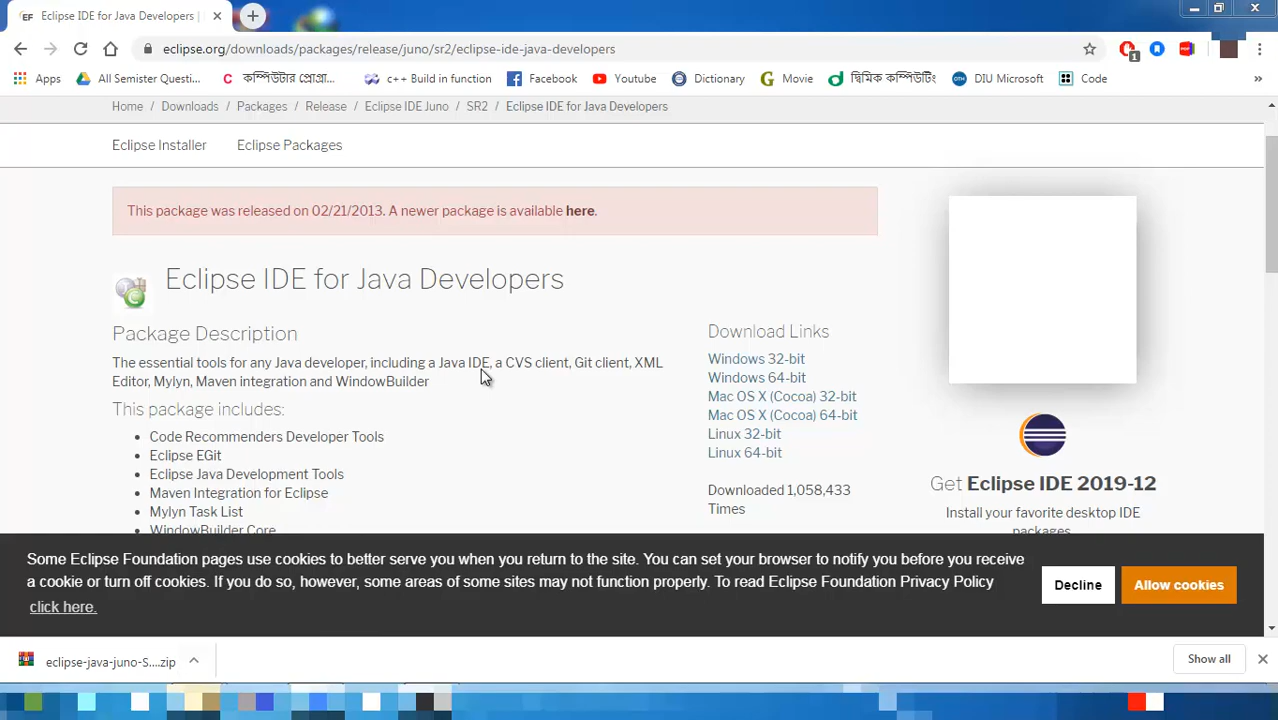 EF Eclipse IDE for Java Developers |
eclipse.org/downloads/packages/release/juno/sr2/eclipse-ide-java-developers
1
Apps All Semister Questi... কম্পিউটার প্রোগ্রা... c++ Build in function Facebook Youtube Dictionary Movie দ্বিমিক কম্পিউটিং DIU Microsoft Code »
Home / Downloads / Packages / Release / Eclipse IDE Juno / SR2 / Eclipse IDE for Java Developers
Eclipse Installer Eclipse Packages
This package was released on 02/21/2013. A newer package is available here.
Eclipse IDE for Java Developers
Package Description
The essential tools for any Java developer, including a Java IDE, a CVS client, Git client, XML
Editor, Mylyn, Maven integration and WindowBuilder
This package includes:
• Code Recommenders Developer Tools
• Eclipse EGit
• Eclipse Java Development Tools
• Maven Integration for Eclipse
• Mylyn Task List
• WindowBuilder Core
Download Links
Windows 32-bit
Windows 64-bit
Mac OS X (Cocoa) 32-bit
Mac OS X (Cocoa) 64-bit
Linux 32-bit
Linux 64-bit
Downloaded 1,058,433
Times
Get Eclipse IDE 2019-12
Install your favorite desktop IDE
packages.
Some Eclipse Foundation pages use cookies to better serve you when you return to the site. You can set your browser to notify you before you receive
a cookie or turn off cookies. If you do so, however, some areas of some sites may not function properly. To read Eclipse Foundation Privacy Policy
click here.
Decline
Allow cookies
eclipse-java-juno-S....zip
Show all